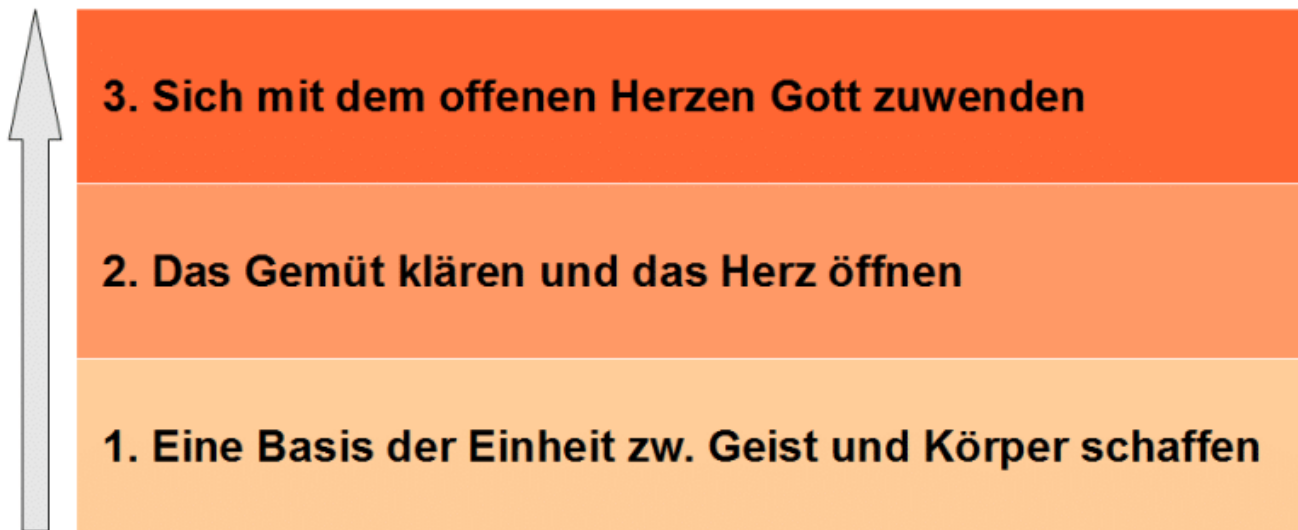 3. Sich mit dem offenen Herzen Gott zuwenden
2. Das Gemüt klären und das Herz öffnen
1. Eine Basis der Einheit zw. Geist und Körper schaffen